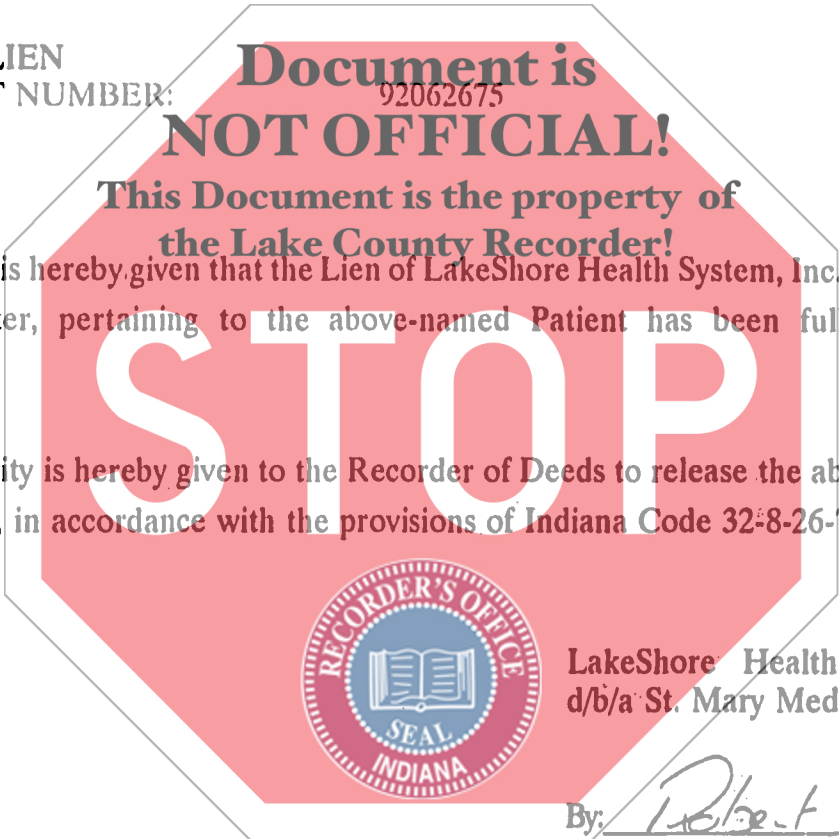 LIEN
Document is
NUMBER: 92062675
NOT OFFICIAL!
This Document is the property of
the Lake County Recorder!
is hereby given that the Lien of LakeShore Health System, Inc.
er, pertaining to the above-named Patient has been ful
STOP
ity is hereby given to the Recorder of Deeds to release the ab
, in accordance with the provisions of Indiana Code 32-8-26-
RECORDER'S OFFICE
SEAL
INDIANA
LakeShore Health
d/b/a St. Mary Med
By: Robert